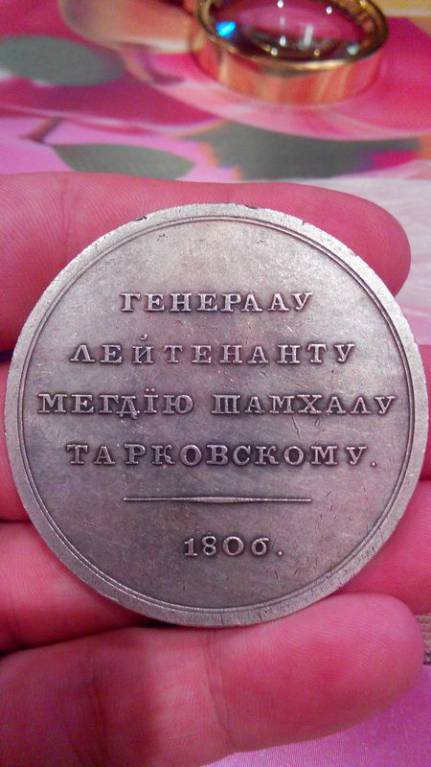 ГЕНЕРАЛУ
ЛЕЙТЕНАНТУ
МЕГДІЮ ШАМХАЛУ
ТАРКОВСКОМУ.
1806.